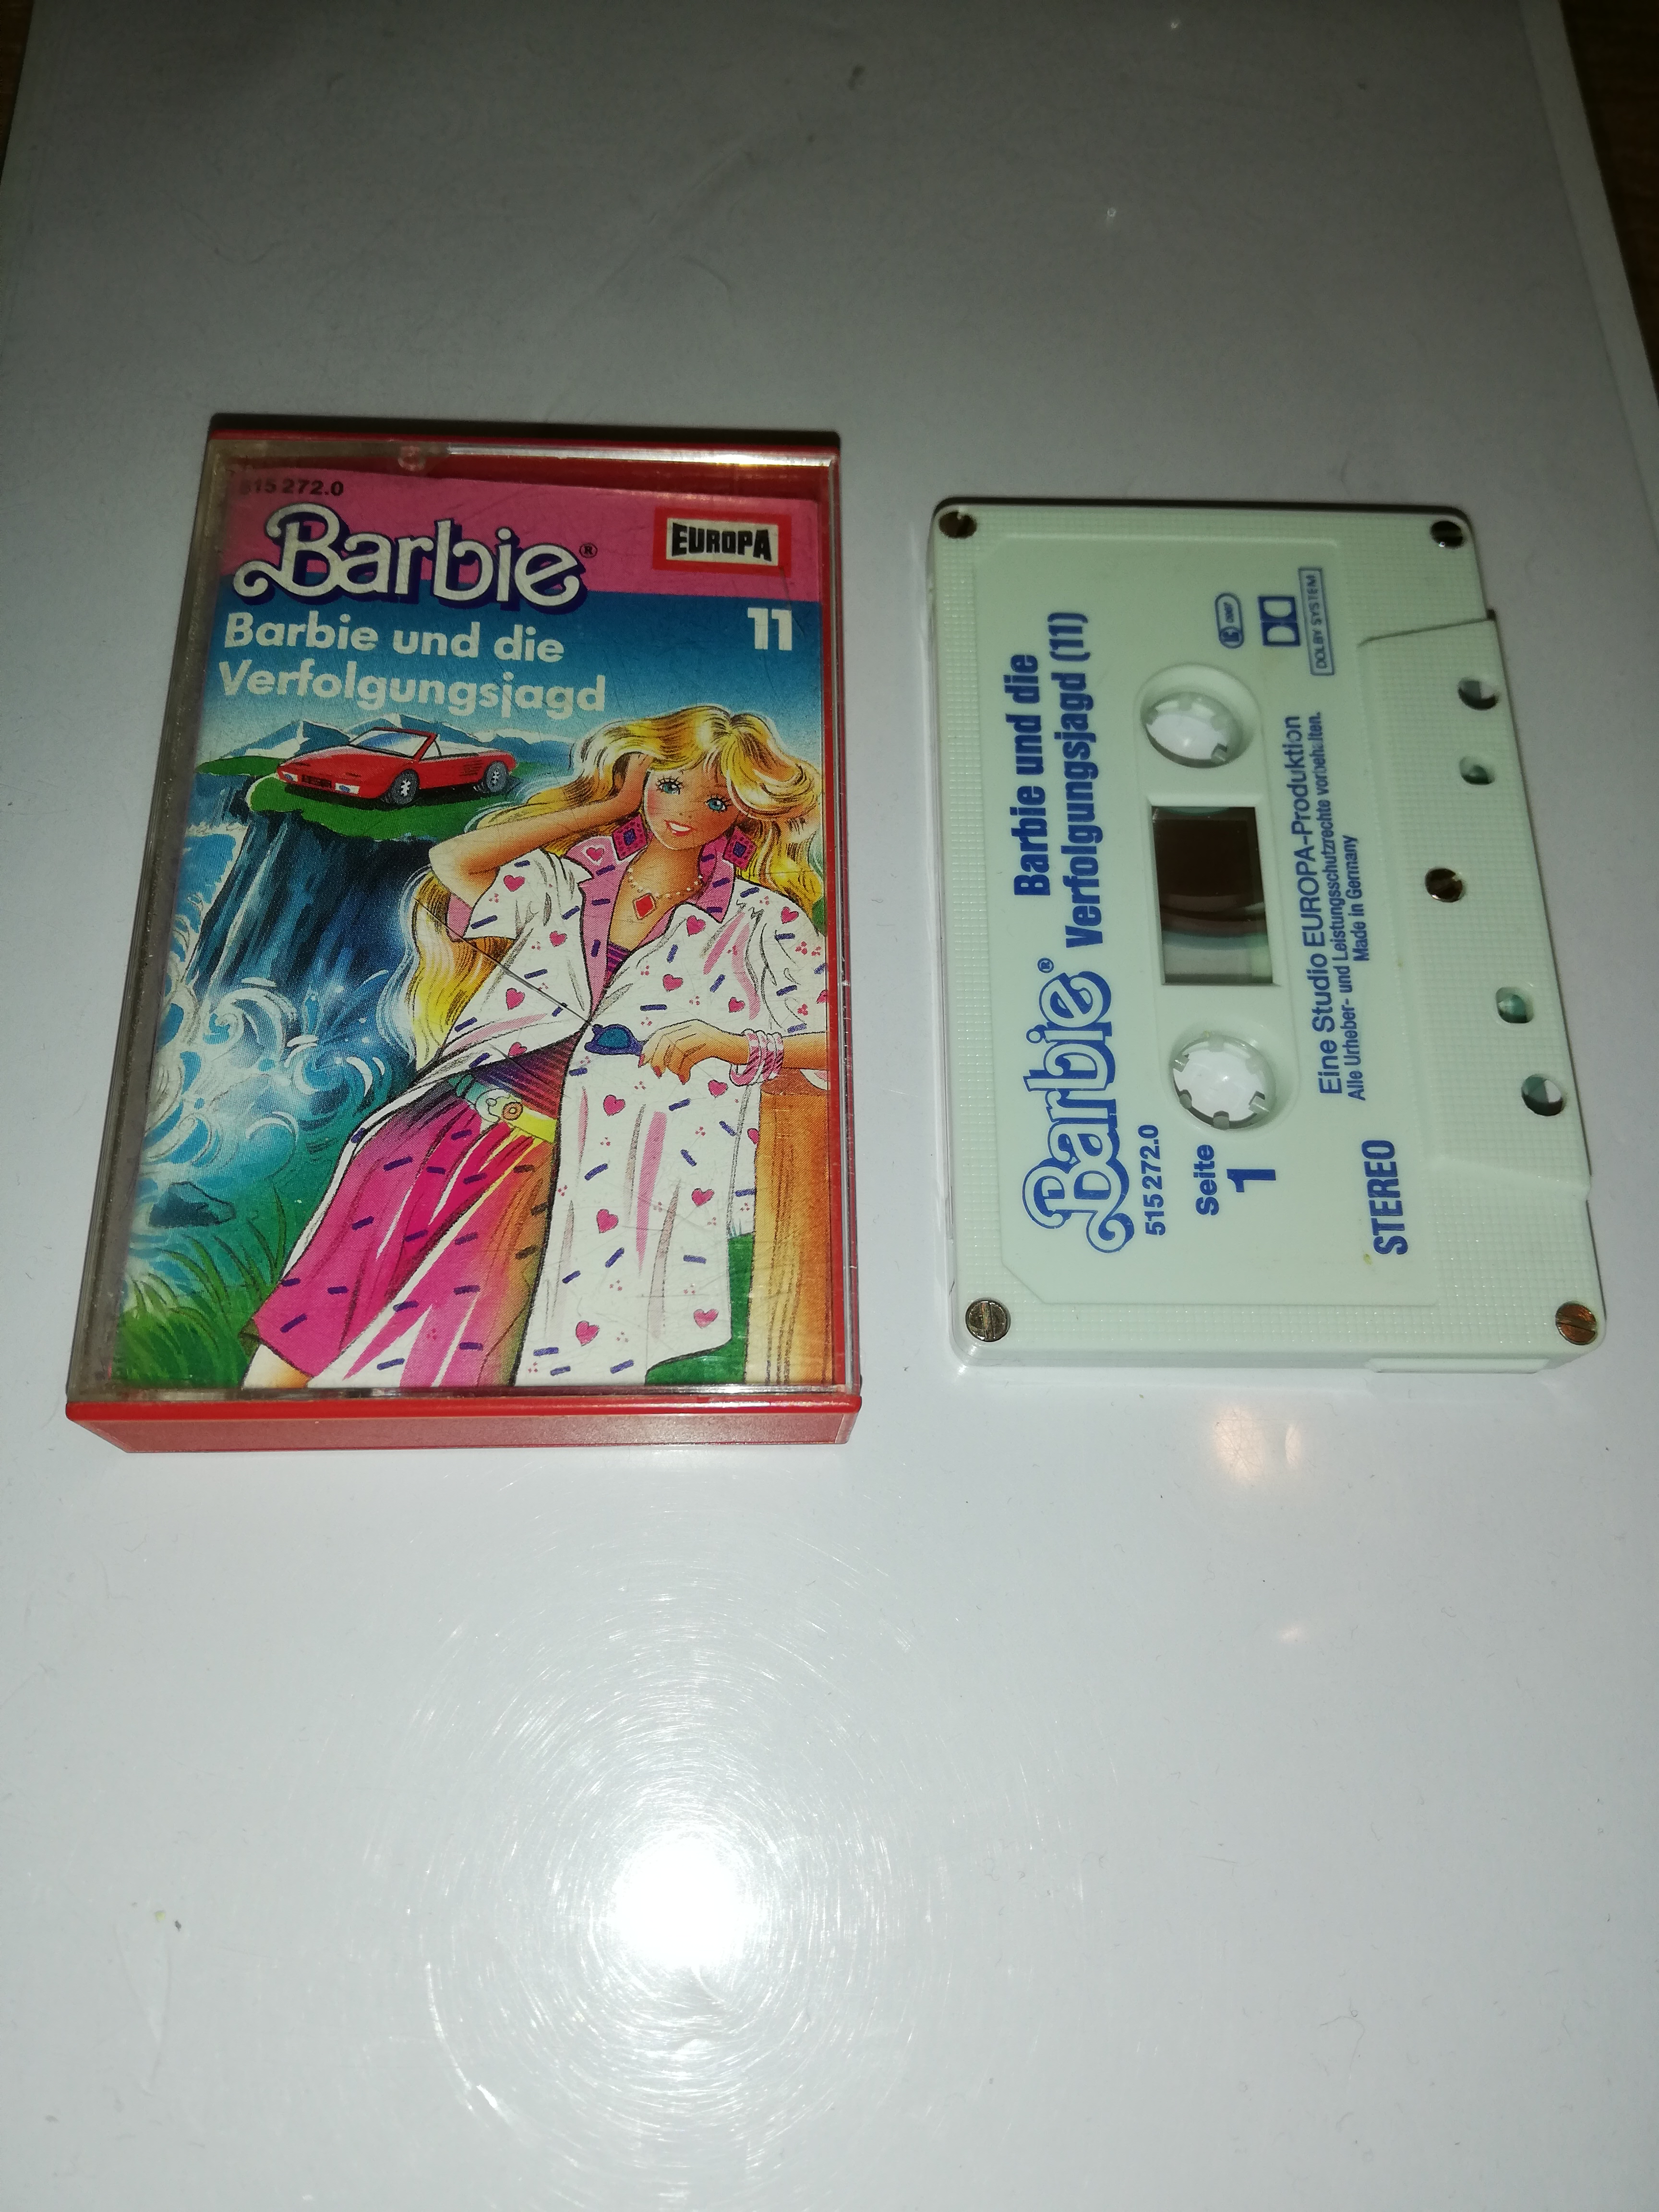 515 272.0
Barbie®
EUROPA
Barbie und die
Verfolgungsjagd
11
Barbie®
Barbie und die
Verfolgungsjagd (11)
515 272.0
Seite
1
DOLBY SYSTEM
Eine Studio EUROPA-Produktion
Alle Urheber- und Leistungsschutzrechte vorbehalten.
Made in Germany
STEREO